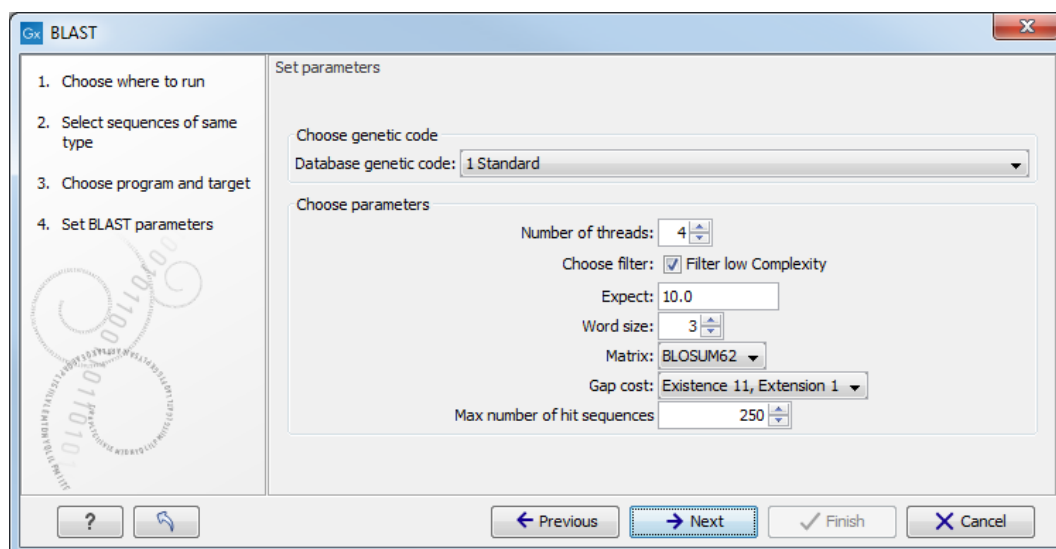 Gx BLAST
1. Choose where to run
2. Select sequences of same
type
3. Choose program and target
4. Set BLAST parameters
Set parameters
Choose genetic code
Database genetic code: 1 Standard
Choose parameters
Number of threads: 4
Choose filter: Filter low Complexity
Expect: 10.0
Word size: 3
Matrix: BLOSUM62
Gap cost: Existence 11, Extension 1
Max number of hit sequences 250
?
Previous
Next
Finish
Cancel